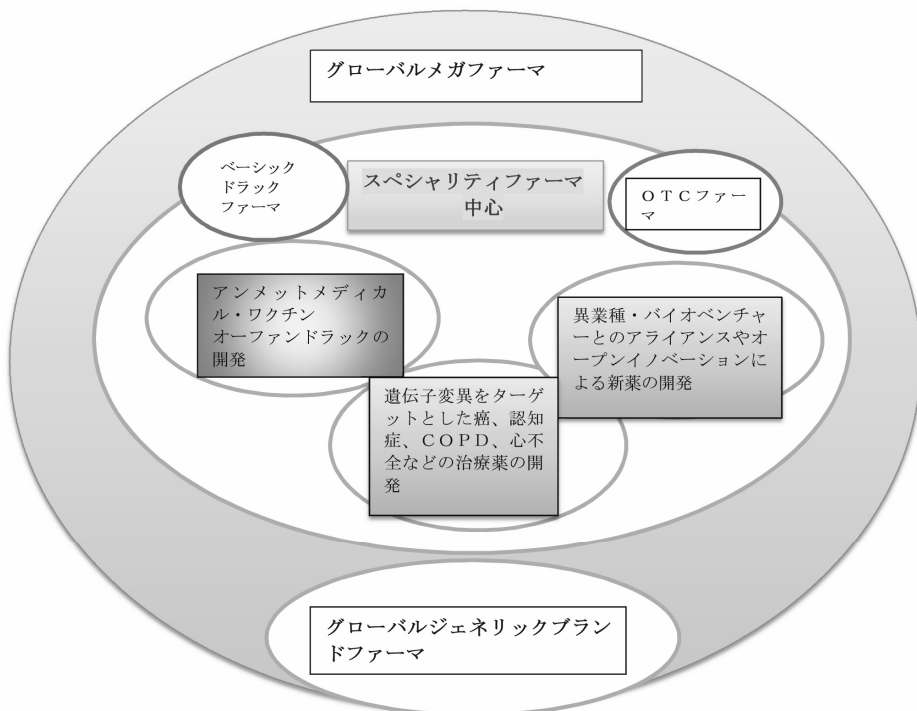 グローバルメガファーマ
ベーシック
ドラック
ファーマ
スペシャリティファーマ
中心
ＯＴＣファー
マ
アンメットメディカ
ル・ワクチン
オーファンドラックの
開発
異業種・バイオベンチャ
ーとのアライアンスやオ
ープンイノベーションに
よる新薬の開発
遺伝子変異をターゲ
ットとした癌、認知
症、ＣＯＰＤ、心不
全などの治療薬の開
発
グローバルジェネリックブラン
ドファーマ